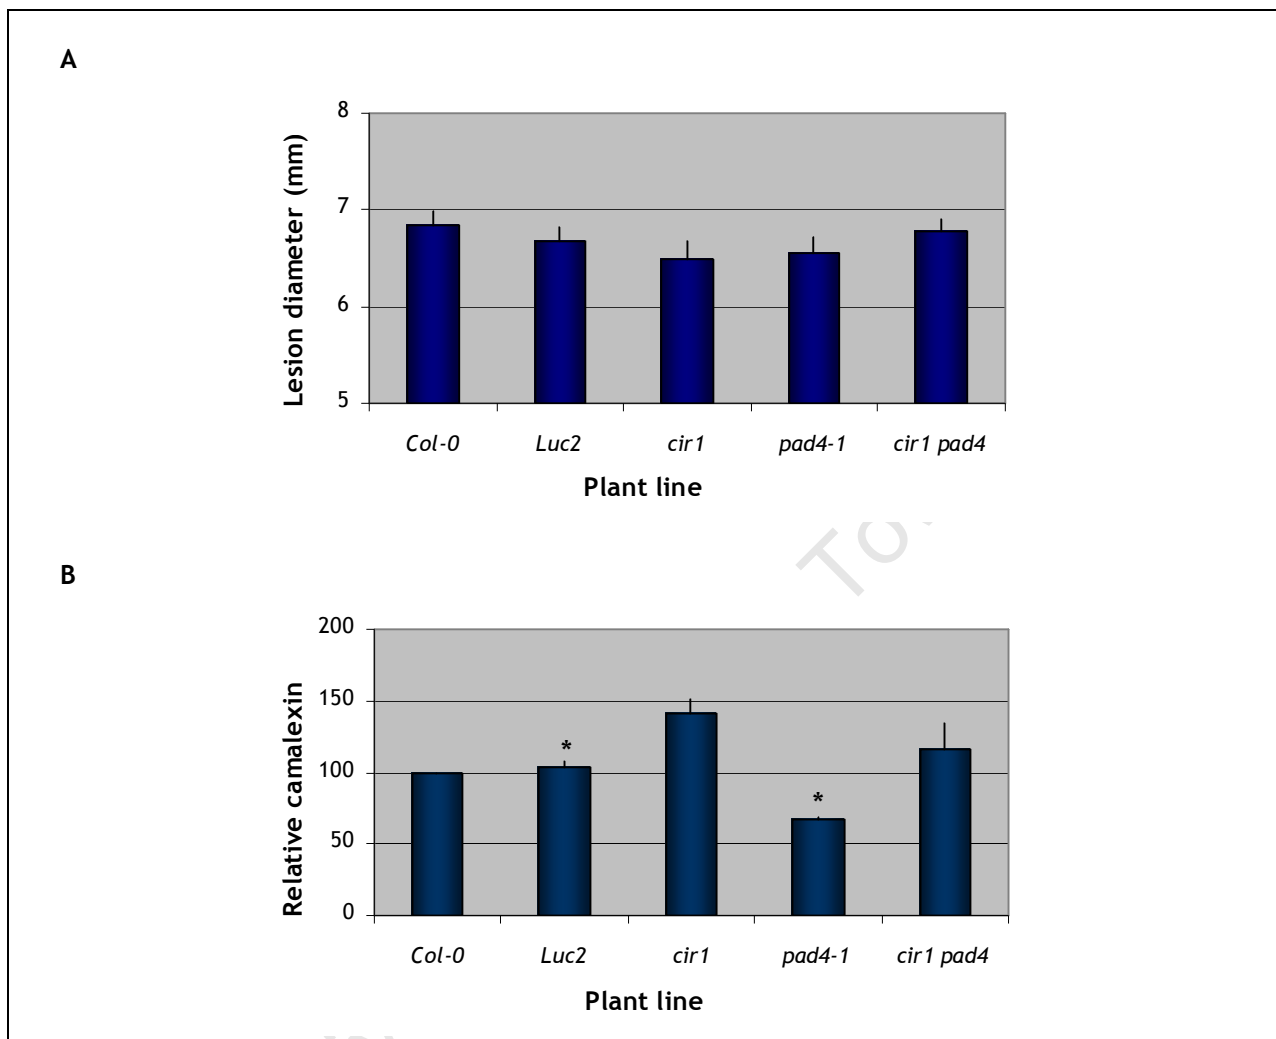 A
8
7
6
5
Lesion diameter (mm)
Col-0 Luc2 cir1 pad4-1 cir1 pad4
Plant line
B
200
150
100
50
0
Relative camalexin
*
*
Col-0 Luc2 cir1 pad4-1 cir1 pad4
Plant line